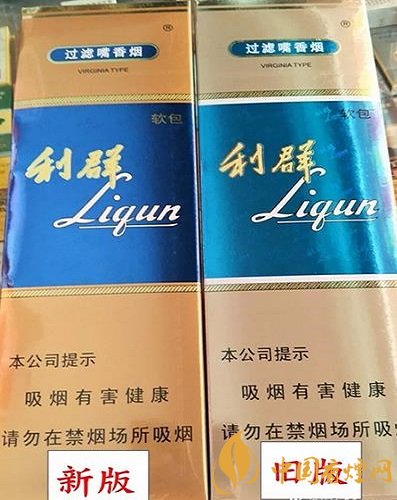 ®
过滤嘴香烟
VIRGINIA TYPE
软包
利群
Liqun
本公司提示
吸烟有害健康
请勿在禁烟场所吸烟
新版
®
过滤嘴香烟
VIRGINIA TYPE
软包
利群
Liqun
本公司提示
吸烟有害健康
请勿在禁烟场所吸烟
旧版